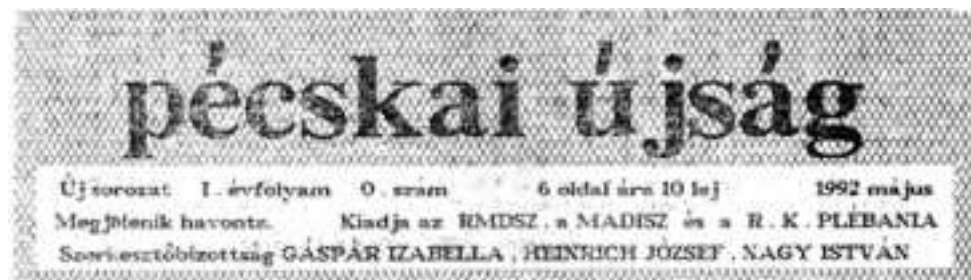 pécskai újság
Új sorozat I. évfolyam 0. szám 6 oldal ára 10 lej 1992 május
Megjelenik havonta. Kiadja az RMDSZ, a MADISZ és a R. K. PLÉBANIA
Szerkesztőbizottság GÁSPÁR IZABELLA, HEINRICH JÓZSEF, NAGY ISTVÁN